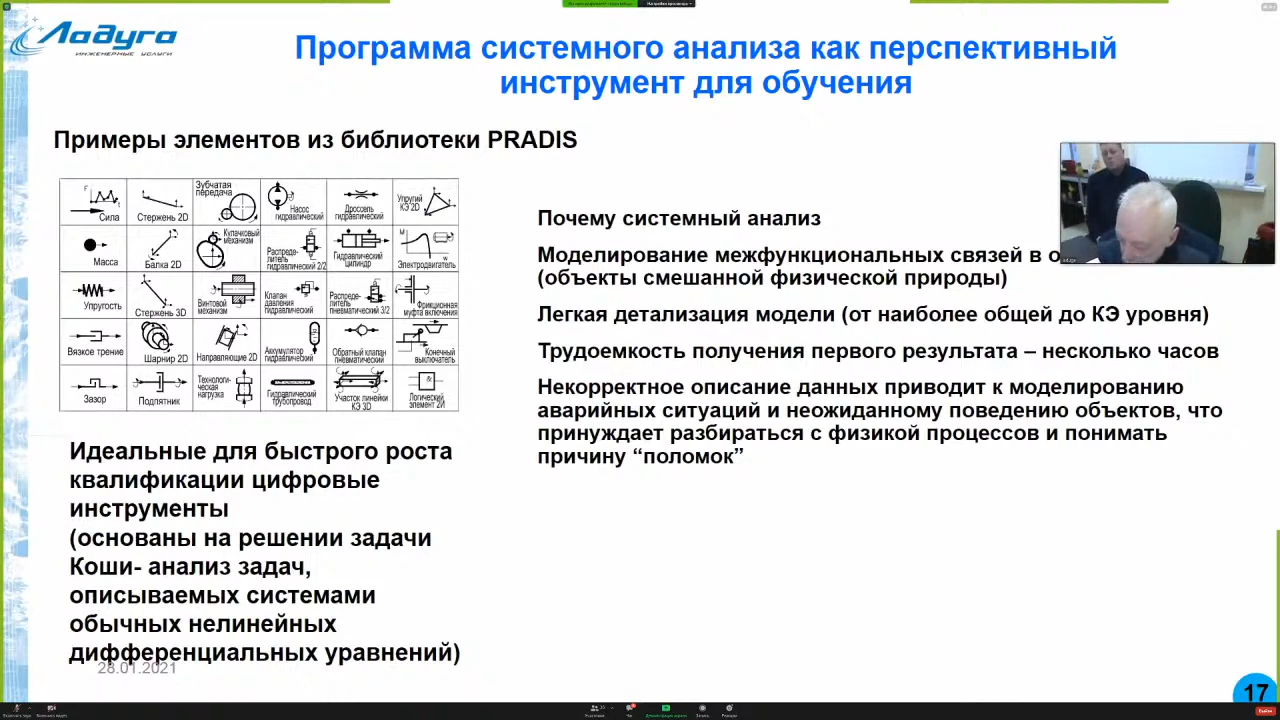 Ладуга
ИНЖЕНЕРНЫЕ УСЛУГИ
Программа системного анализа как перспективный
инструмент для обучения
Примеры элементов из библиотеки PRADIS
F
Сила
Стержень 2D
Зубчатая
передача
Насос
гидравлический
Дроссель
гидравлический
Упругий
КЭ 2D
Масса
Балка 2D
Кулачковый
механизм
Распреде-
литель
гидравлический 2/2
Гидравлический
цилиндр
M
W
Электродвигатель
Упругость
Стержень 3D
Винтовой
механизм
Клапан
давления
гидравлический
Распреде-
литель
пневматический 3/2
Фрикционная
муфта включения
Вязкое трение
Шарнир 2D
Направляющие 2D
Аккумулятор
гидравлический
Обратный клапан
пневматический
Конечный
выключатель
Зазор
Подпятник
Технологи-
ческая
нагрузка
Гидравлический
трубопровод
Участок линейки
КЭ 3D
&
Логический
элемент 2И
Почему системный анализ
Моделирование межфункциональных связей в о
(объекты смешанной физической природы)
Легкая детализация модели (от наиболее общей до КЭ уровня)
Трудоемкость получения первого результата – несколько часов
Некорректное описание данных приводит к моделированию
аварийных ситуаций и неожиданному поведению объектов, что
принуждает разбираться с физикой процессов и понимать
причину “поломок”
Идеальные для быстрого роста
квалификации цифровые
инструменты
(основаны на решении задачи
Коши- анализ задач,
описываемых системами
обычных нелинейных
дифференциальных уравнений)
28.01.2021
17